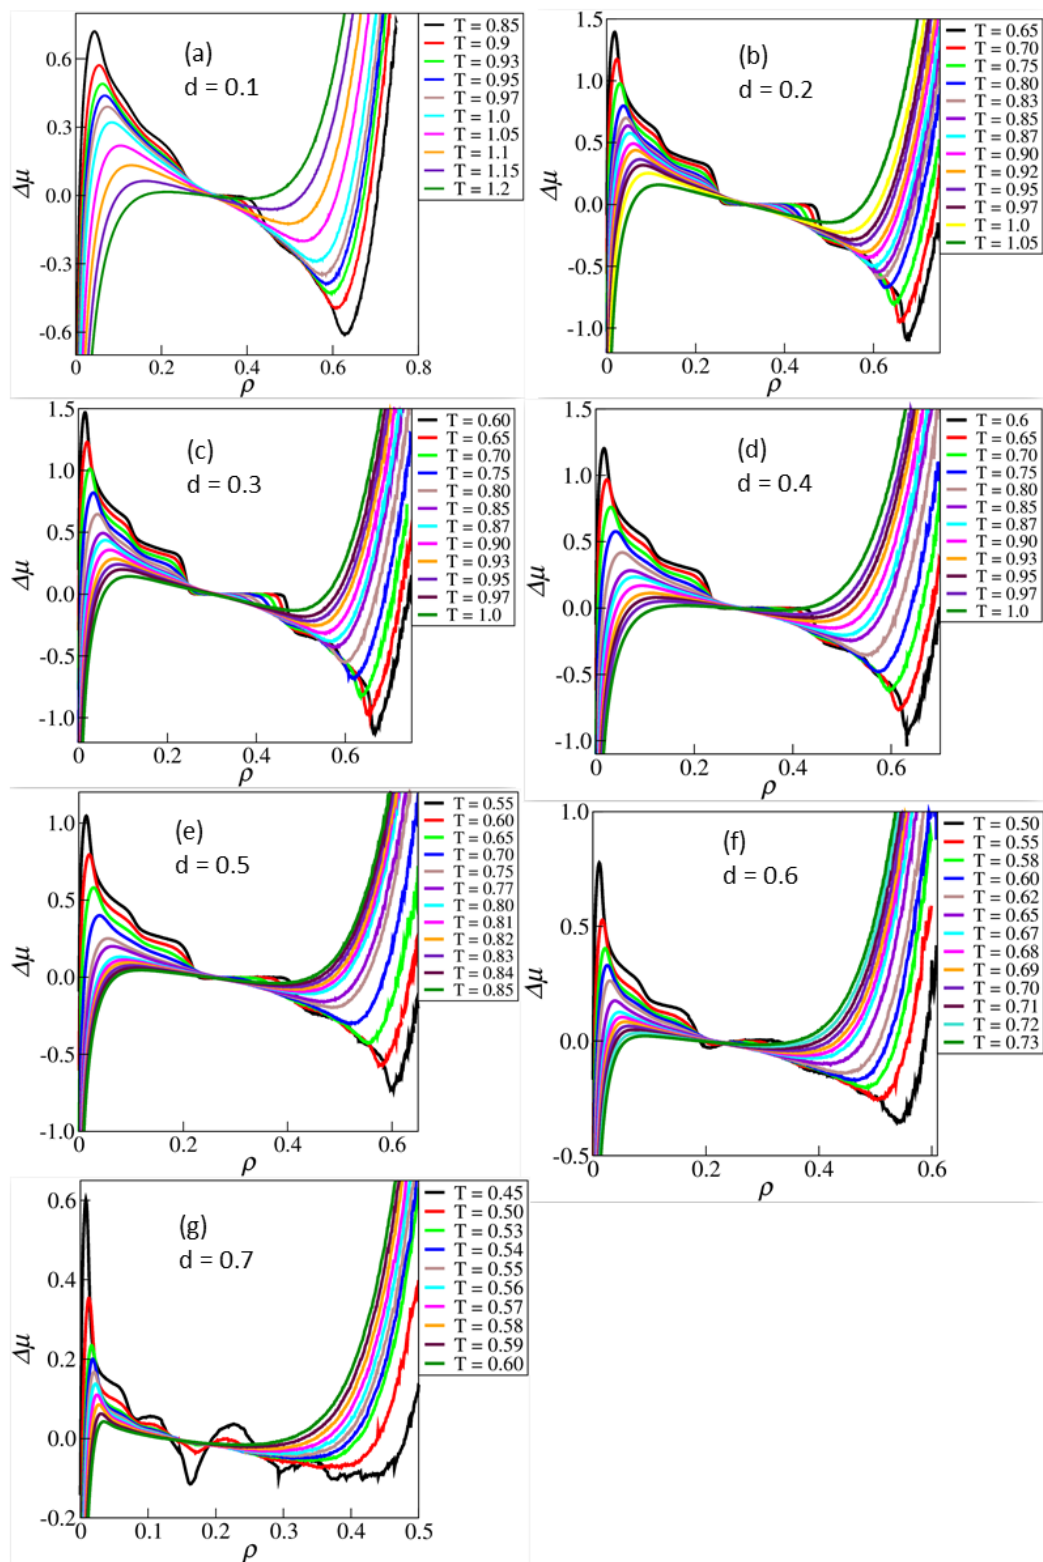 (a)
d = 0.1
T = 0.85
T = 0.9
T = 0.93
T = 0.95
T = 0.97
T = 1.0
T = 1.05
T = 1.1
T = 1.15
T = 1.2
0.6
0.3
0.0
-0.3
-0.6
Δμ
0 0.2 0.4 0.6 0.8
ρ
(b)
d = 0.2
T = 0.65
T = 0.70
T = 0.75
T = 0.80
T = 0.83
T = 0.85
T = 0.87
T = 0.90
T = 0.92
T = 0.95
T = 0.97
T = 1.0
T = 1.05
1.5
1.0
0.5
0.0
-0.5
-1.0
Δμ
0 0.2 0.4 0.6
ρ
(c)
d = 0.3
T = 0.60
T = 0.65
T = 0.70
T = 0.75
T = 0.80
T = 0.85
T = 0.87
T = 0.90
T = 0.93
T = 0.95
T = 0.97
T = 1.0
1.5
1.0
0.5
0.0
-0.5
-1.0
Δμ
0 0.2 0.4 0.6
ρ
(d)
d = 0.4
T = 0.6
T = 0.65
T = 0.70
T = 0.75
T = 0.80
T = 0.85
T = 0.87
T = 0.90
T = 0.93
T = 0.95
T = 0.97
T = 1.0
1.5
1.0
0.5
0.0
-0.5
-1.0
Δμ
0 0.2 0.4 0.6
ρ
(e)
d = 0.5
T = 0.55
T = 0.60
T = 0.65
T = 0.70
T = 0.75
T = 0.77
T = 0.80
T = 0.81
T = 0.82
T = 0.83
T = 0.84
T = 0.85
1.0
0.5
0.0
-0.5
-1.0
Δμ
0 0.2 0.4 0.6
ρ
(f)
d = 0.6
T = 0.50
T = 0.55
T = 0.58
T = 0.60
T = 0.62
T = 0.65
T = 0.67
T = 0.68
T = 0.69
T = 0.70
T = 0.71
T = 0.72
T = 0.73
1.0
0.5
0.0
-0.5
Δμ
0 0.2 0.4 0.6
ρ
(g)
d = 0.7
T = 0.45
T = 0.50
T = 0.53
T = 0.54
T = 0.55
T = 0.56
T = 0.57
T = 0.58
T = 0.59
T = 0.60
0.6
0.4
0.2
0.0
-0.2
Δμ
0 0.1 0.2 0.3 0.4 0.5
ρ